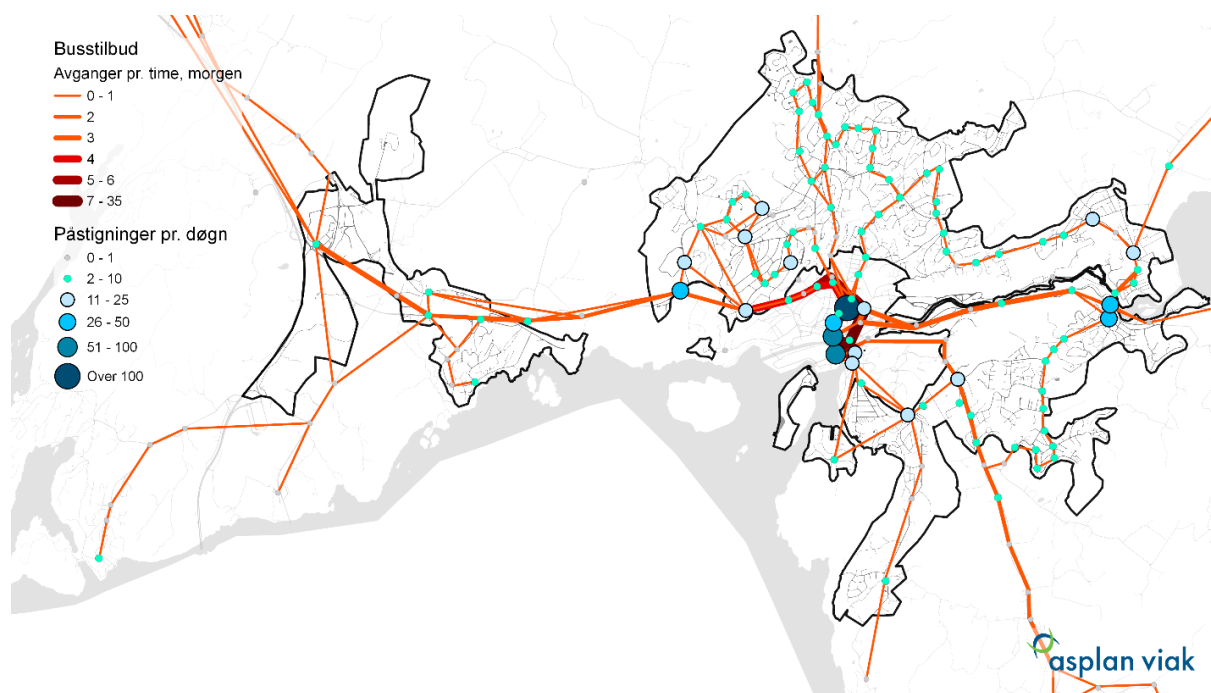 Busstilbud
Avganger pr. time, morgen
0 - 1
2
3
4
5 - 6
7 - 35
Påstigninger pr. døgn
0 - 1
2 - 10
11 - 25
26 - 50
51 - 100
Over 100
asplan viak